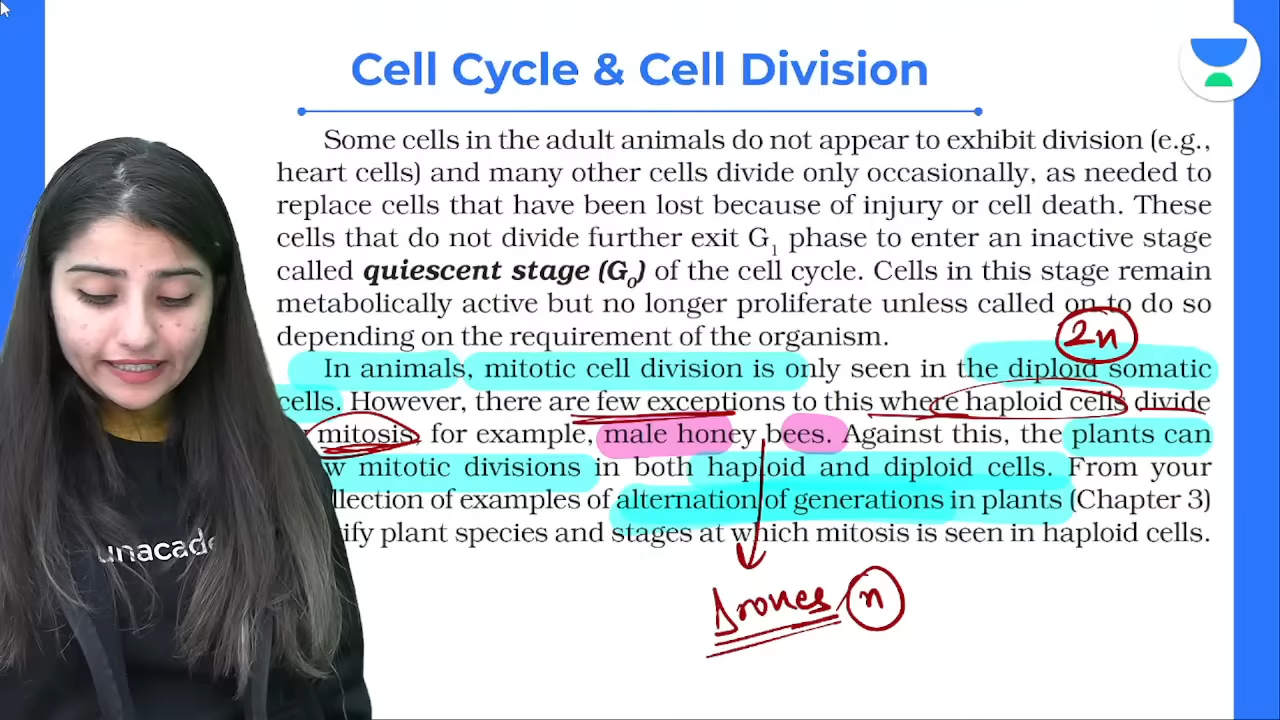 Cell Cycle & Cell Division
Some cells in the adult animals do not appear to exhibit division (e.g.,
heart cells) and many other cells divide only occasionally, as needed to
replace cells that have been lost because of injury or cell death. These
cells that do not divide further exit G₁ phase to enter an inactive stage
called quiescent stage (G₀) of the cell cycle. Cells in this stage remain
metabolically active but no longer proliferate unless called on to do so
depending on the requirement of the organism.
2n
In animals, mitotic cell division is only seen in the diploid somatic
cells. However, there are few exceptions to this where haploid cells divide
mitosis, for example, male honey bees. Against this, the plants can
mitotic divisions in both haploid and diploid cells. From your
of examples of alternation of generations in plants (Chapter 3)
plant species and stages at which mitosis is seen in haploid cells.
unacade
Drones n